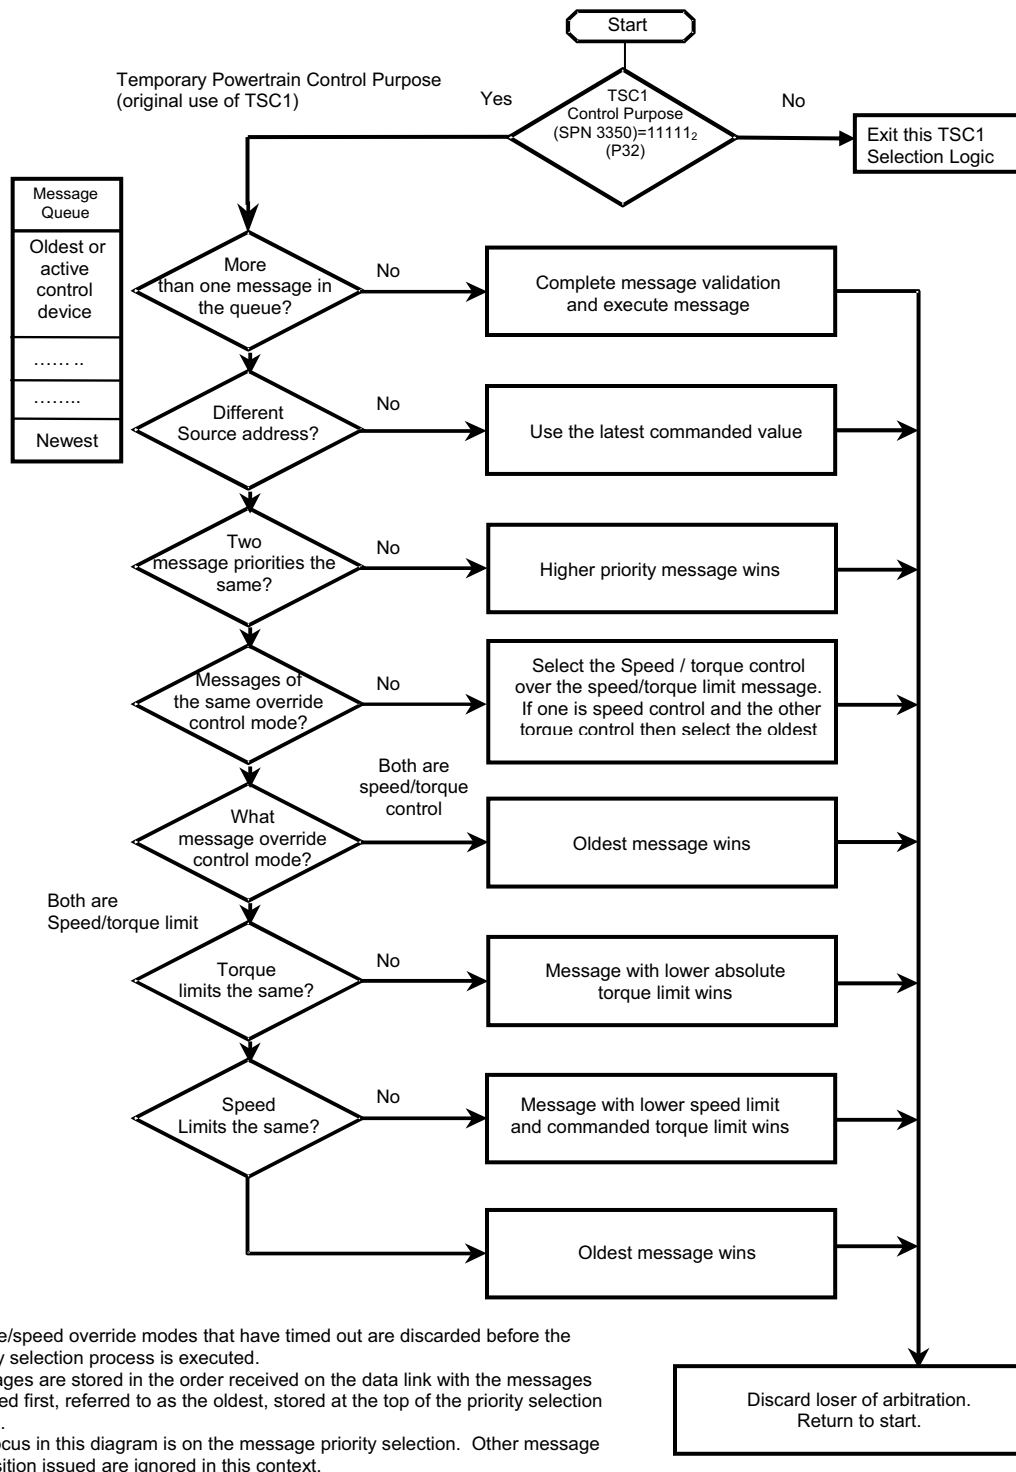 Start
Temporary Powertrain Control Purpose
(original use of TSC1)
Yes
TSC1
Control Purpose
(SPN 3350)=11111₂
(P32)
No
Exit this TSC1
Selection Logic
Message
Queue
Oldest or
active
control
device
…… ..
……..
Newest
More
than one message in
the queue?
No
Complete message validation
and execute message
Different
Source address?
No
Use the latest commanded value
Two
message priorities the
same?
No
Higher priority message wins
Messages of
the same override
control mode?
No
Select the Speed / torque control
over the speed/torque limit message.
If one is speed control and the other
torque control then select the oldest
What
message override
control mode?
Both are
speed/torque
control
Oldest message wins
Both are
Speed/torque limit
Torque
limits the same?
No
Message with lower absolute
torque limit wins
Speed
Limits the same?
No
Message with lower speed limit
and commanded torque limit wins
Oldest message wins
e/speed override modes that have timed out are discarded before the
y selection process is executed.
ages are stored in the order received on the data link with the messages
ed first, referred to as the oldest, stored at the top of the priority selection
.
ocus in this diagram is on the message priority selection. Other message
sition issued are ignored in this context.
Discard loser of arbitration.
Return to start.